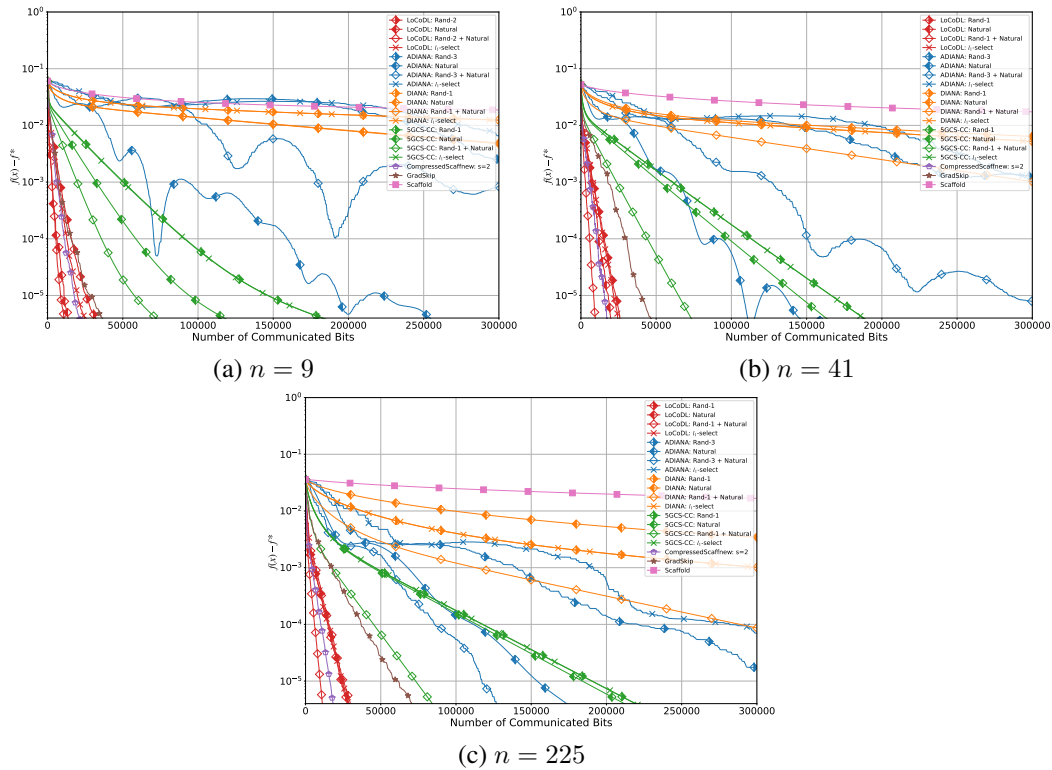 10⁰
10⁻¹
10⁻²
10⁻³
10⁻⁴
10⁻⁵
f(x) − f*
0 50000 100000 150000 200000 250000 300000
Number of Communicated Bits
LoCoDL: Rand-2
LoCoDL: Natural
LoCoDL: Rand-2 + Natural
LoCoDL: l₁-select
ADIANA: Rand-3
ADIANA: Natural
ADIANA: Rand-3 + Natural
ADIANA: l₁-select
DIANA: Rand-1
DIANA: Natural
DIANA: Rand-1 + Natural
DIANA: l₁-select
5GCS-CC: Rand-1
5GCS-CC: Natural
5GCS-CC: Rand-1 + Natural
5GCS-CC: l₁-select
CompressedScaffnew: s=2
GradSkip
Scaffold
(a) n = 9
10⁰
10⁻¹
10⁻²
10⁻³
10⁻⁴
10⁻⁵
f(x) − f*
0 50000 100000 150000 200000 250000 300000
Number of Communicated Bits
LoCoDL: Rand-1
LoCoDL: Natural
LoCoDL: Rand-1 + Natural
LoCoDL: l₁-select
ADIANA: Rand-3
ADIANA: Natural
ADIANA: Rand-3 + Natural
ADIANA: l₁-select
DIANA: Rand-1
DIANA: Natural
DIANA: Rand-1 + Natural
DIANA: l₁-select
5GCS-CC: Rand-1
5GCS-CC: Natural
5GCS-CC: Rand-1 + Natural
5GCS-CC: l₁-select
CompressedScaffnew: s=2
GradSkip
Scaffold
(b) n = 41
10⁰
10⁻¹
10⁻²
10⁻³
10⁻⁴
10⁻⁵
f(x) − f*
0 50000 100000 150000 200000 250000 300000
Number of Communicated Bits
LoCoDL: Rand-1
LoCoDL: Natural
LoCoDL: Rand-1 + Natural
LoCoDL: l₁-select
ADIANA: Rand-3
ADIANA: Natural
ADIANA: Rand-3 + Natural
ADIANA: l₁-select
DIANA: Rand-1
DIANA: Natural
DIANA: Rand-1 + Natural
DIANA: l₁-select
5GCS-CC: Rand-1
5GCS-CC: Natural
5GCS-CC: Rand-1 + Natural
5GCS-CC: l₁-select
CompressedScaffnew: s=2
GradSkip
Scaffold
(c) n = 225